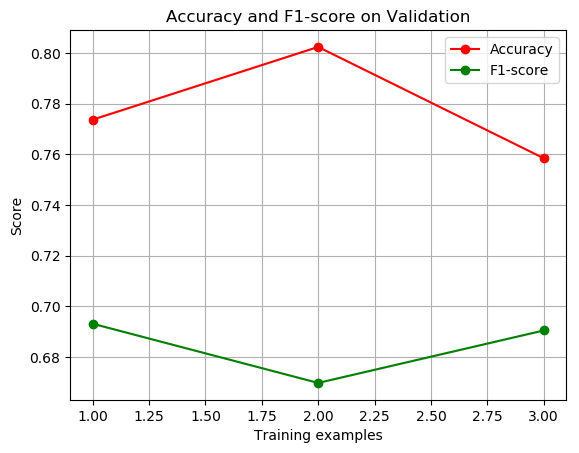 Accuracy and F1-score on Validation
Accuracy
F1-score
0.80
0.78
0.76
0.74
0.72
0.70
0.68
Score
1.00 1.25 1.50 1.75 2.00 2.25 2.50 2.75 3.00
Training examples